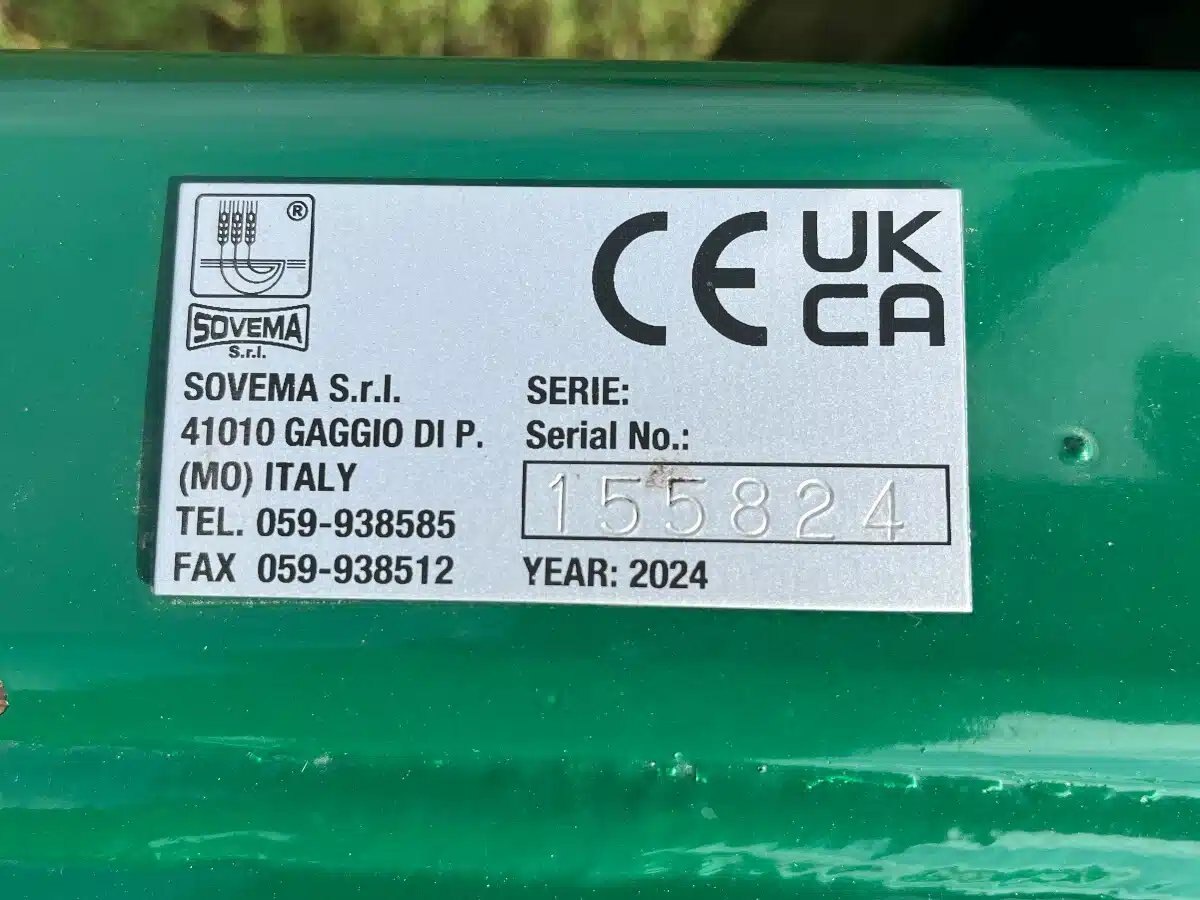 ®
SOVEMA
S.r.l.
CE UK
CA
SOVEMA S.r.l.
41010 GAGGIO DI P.
(MO) ITALY
TEL. 059-938585
FAX 059-938512
SERIE:
Serial No.:
155824
YEAR: 2024